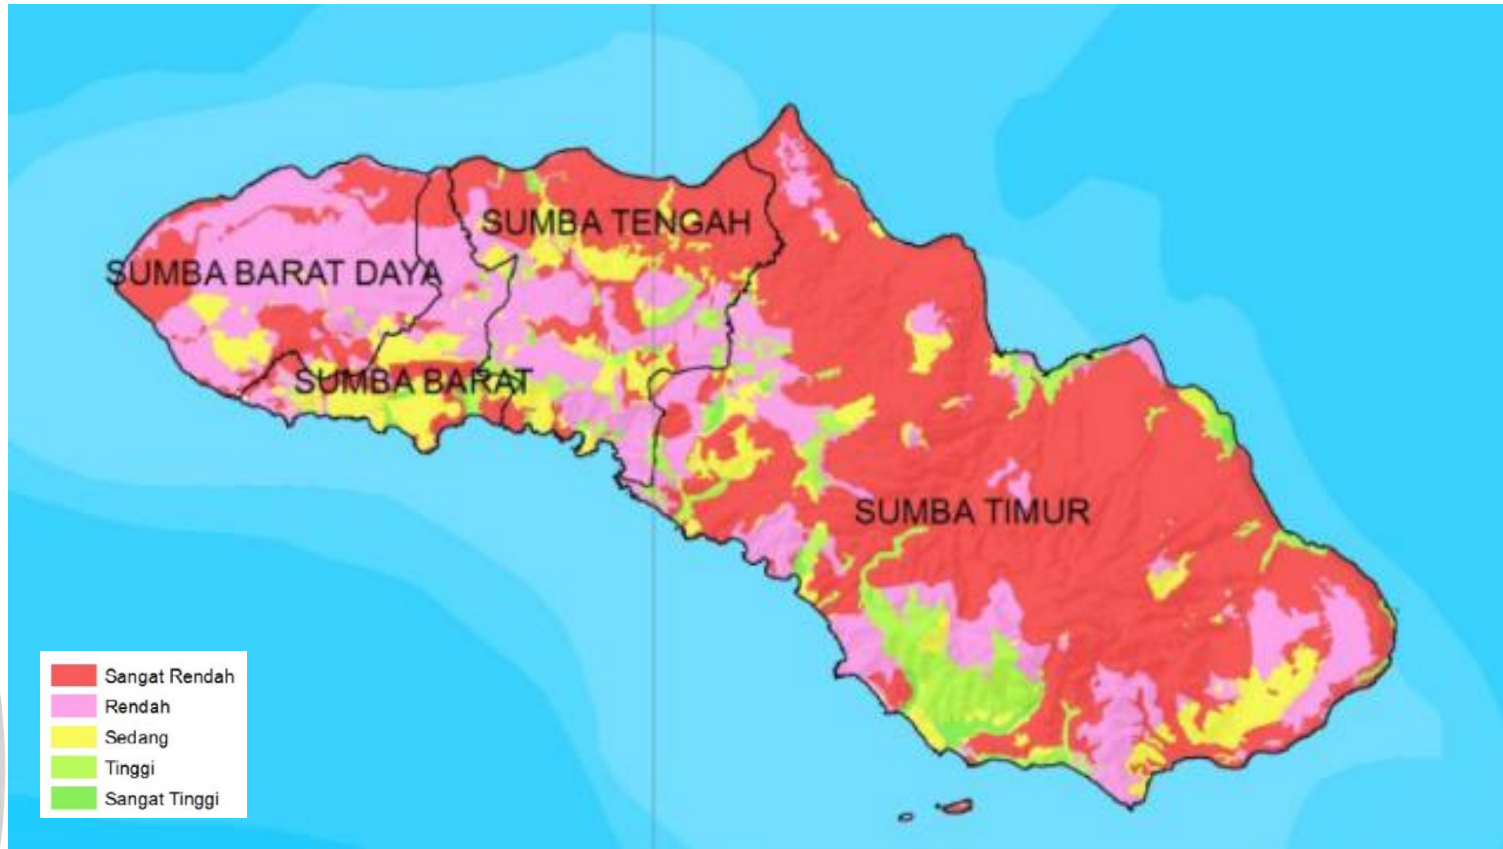 SUMBA TENGAH
SUMBA BARAT DAYA
SUMBA BARAT
SUMBA TIMUR
Sangat Rendah
Rendah
Sedang
Tinggi
Sangat Tinggi